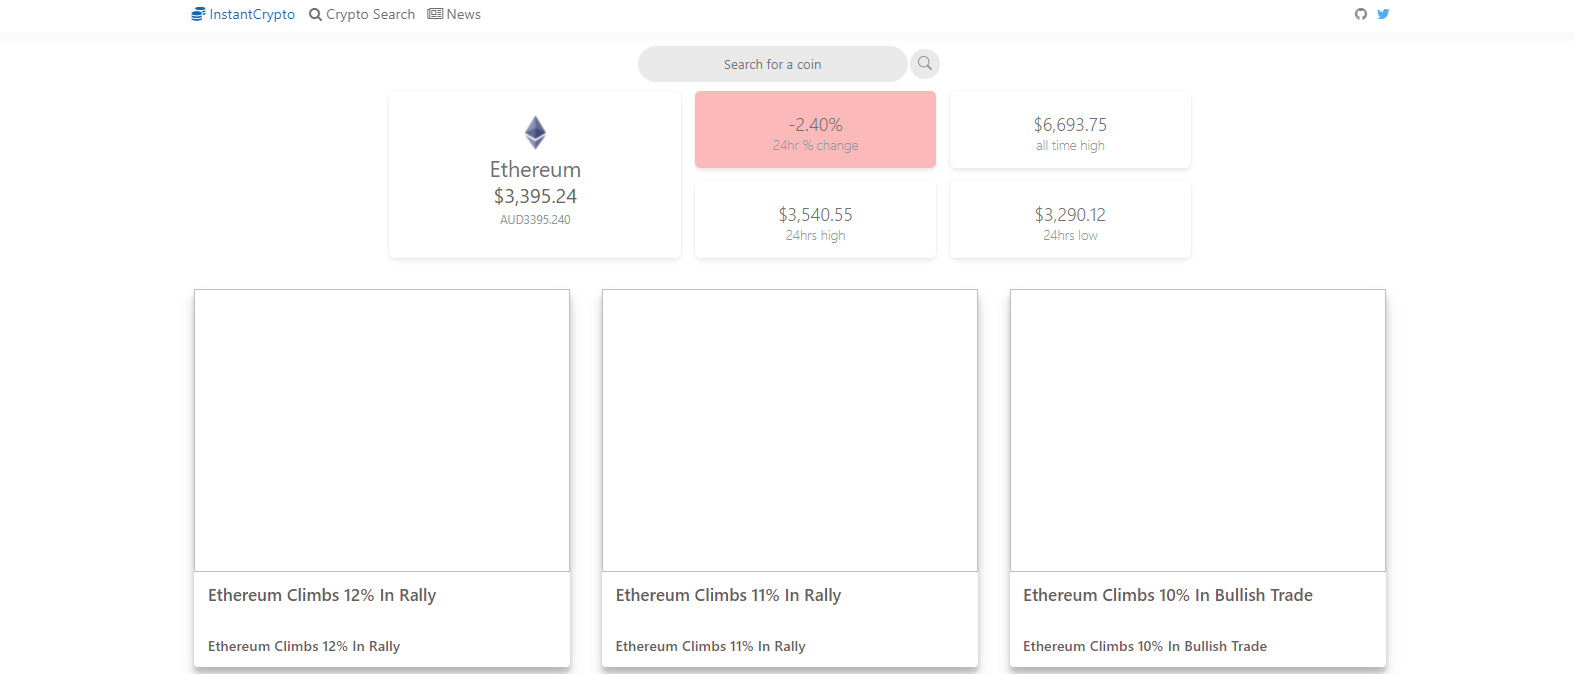 InstantCrypto Crypto Search News
Search for a coin
Ethereum
$3,395.24
AUD3395.240
-2.40%
24hr % change
$6,693.75
all time high
$3,540.55
24hrs high
$3,290.12
24hrs low
Ethereum Climbs 12% In Rally
Ethereum Climbs 12% In Rally
Ethereum Climbs 11% In Rally
Ethereum Climbs 11% In Rally
Ethereum Climbs 10% In Bullish Trade
Ethereum Climbs 10% In Bullish Trade